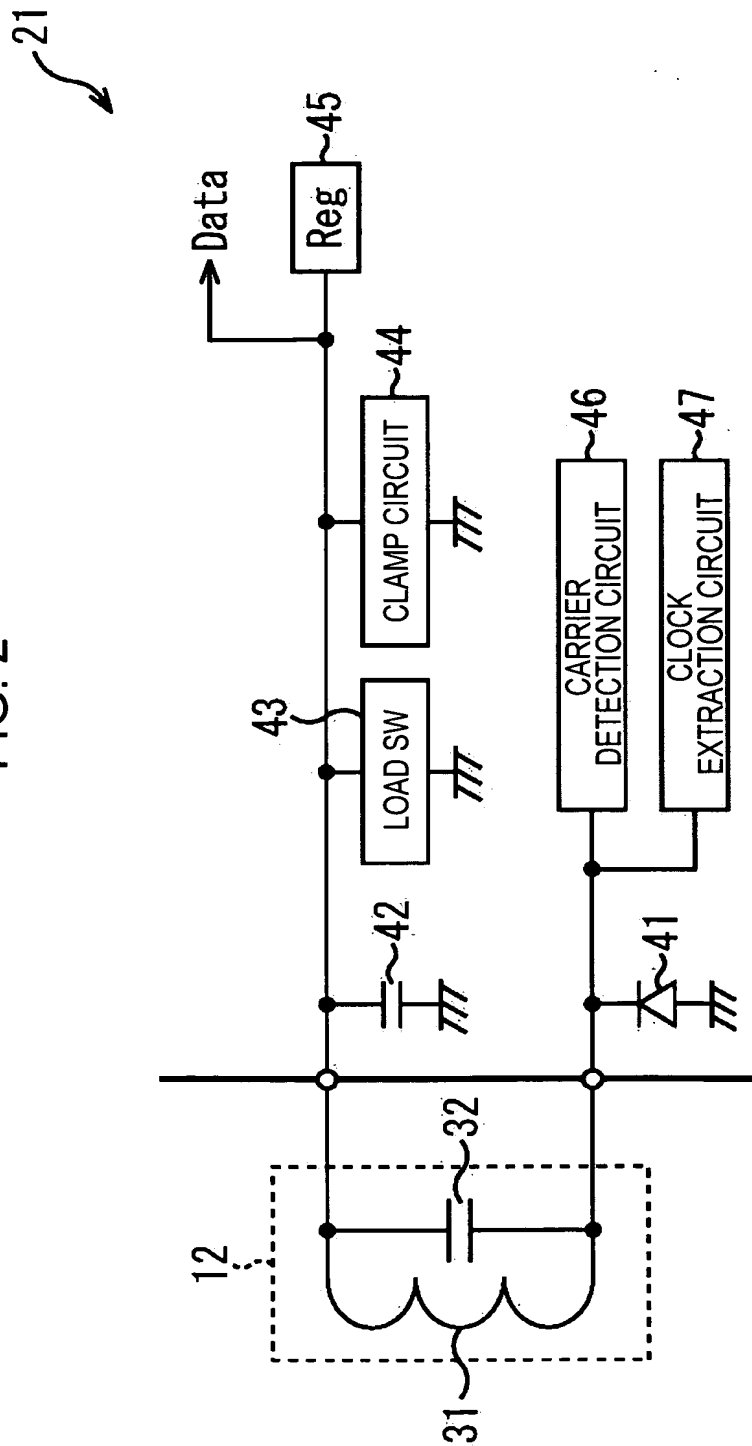 FIG. 2
21
Data
45
Reg
44
CLAMP CIRCUIT
43
LOAD SW
42
46
CARRIER
DETECTION CIRCUIT
47
CLOCK
EXTRACTION CIRCUIT
41
12
32
31